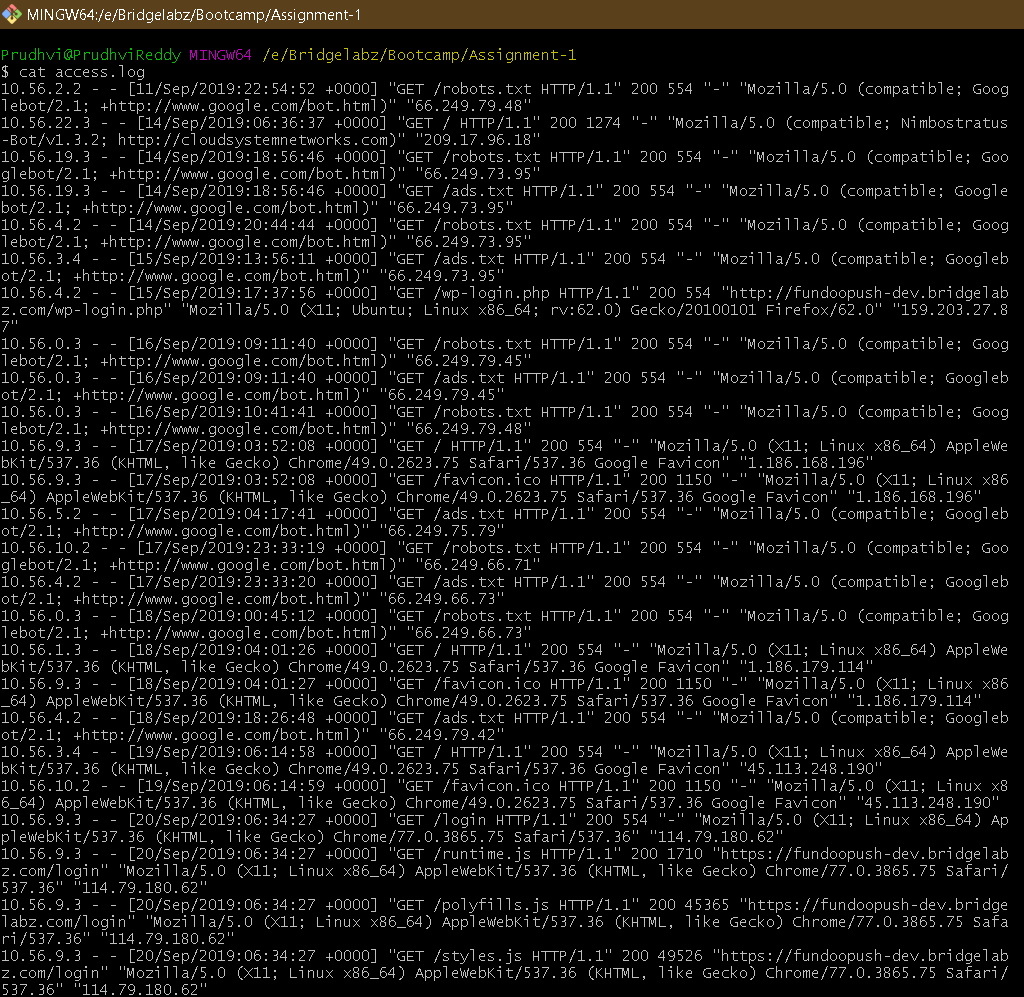 MINGW64:/e/Bridgelabz/Bootcamp/Assignment-1
Prudhvi@PrudhviReddy MINGW64 /e/Bridgelabz/Bootcamp/Assignment-1
$ cat access.log
10.56.2.2 - - [11/Sep/2019:22:54:52 +0000] "GET /robots.txt HTTP/1.1" 200 554 "-" "Mozilla/5.0 (compatible; Goog
lebot/2.1; +http://www.google.com/bot.html)" "66.249.79.48"
10.56.22.3 - - [14/Sep/2019:06:36:37 +0000] "GET / HTTP/1.1" 200 1274 "-" "Mozilla/5.0 (compatible; Nimbostratus
-Bot/v1.3.2; http://cloudsystemnetworks.com)" "209.17.96.18"
10.56.19.3 - - [14/Sep/2019:18:56:46 +0000] "GET /robots.txt HTTP/1.1" 200 554 "-" "Mozilla/5.0 (compatible; Goo
glebot/2.1; +http://www.google.com/bot.html)" "66.249.73.95"
10.56.19.3 - - [14/Sep/2019:18:56:46 +0000] "GET /ads.txt HTTP/1.1" 200 554 "-" "Mozilla/5.0 (compatible; Google
bot/2.1; +http://www.google.com/bot.html)" "66.249.73.95"
10.56.4.2 - - [14/Sep/2019:20:44:44 +0000] "GET /robots.txt HTTP/1.1" 200 554 "-" "Mozilla/5.0 (compatible; Goog
lebot/2.1; +http://www.google.com/bot.html)" "66.249.73.95"
10.56.3.4 - - [15/Sep/2019:13:56:11 +0000] "GET /ads.txt HTTP/1.1" 200 554 "-" "Mozilla/5.0 (compatible; Googleb
ot/2.1; +http://www.google.com/bot.html)" "66.249.73.95"
10.56.4.2 - - [15/Sep/2019:17:37:56 +0000] "GET /wp-login.php HTTP/1.1" 200 554 "http://fundoopush-dev.bridgelab
z.com/wp-login.php" "Mozilla/5.0 (X11; Ubuntu; Linux x86_64; rv:62.0) Gecko/20100101 Firefox/62.0" "159.203.27.8
7"
10.56.0.3 - - [16/Sep/2019:09:11:40 +0000] "GET /robots.txt HTTP/1.1" 200 554 "-" "Mozilla/5.0 (compatible; Goog
lebot/2.1; +http://www.google.com/bot.html)" "66.249.79.45"
10.56.0.3 - - [16/Sep/2019:09:11:40 +0000] "GET /ads.txt HTTP/1.1" 200 554 "-" "Mozilla/5.0 (compatible; Googleb
ot/2.1; +http://www.google.com/bot.html)" "66.249.79.45"
10.56.0.3 - - [16/Sep/2019:10:41:41 +0000] "GET /robots.txt HTTP/1.1" 200 554 "-" "Mozilla/5.0 (compatible; Goog
lebot/2.1; +http://www.google.com/bot.html)" "66.249.79.48"
10.56.9.3 - - [17/Sep/2019:03:52:08 +0000] "GET / HTTP/1.1" 200 554 "-" "Mozilla/5.0 (X11; Linux x86_64) AppleWe
bKit/537.36 (KHTML, like Gecko) Chrome/49.0.2623.75 Safari/537.36 Google Favicon" "1.186.168.196"
10.56.9.3 - - [17/Sep/2019:03:52:08 +0000] "GET /favicon.ico HTTP/1.1" 200 1150 "-" "Mozilla/5.0 (X11; Linux x86
_64) AppleWebKit/537.36 (KHTML, like Gecko) Chrome/49.0.2623.75 Safari/537.36 Google Favicon" "1.186.168.196"
10.56.5.2 - - [17/Sep/2019:04:17:41 +0000] "GET /ads.txt HTTP/1.1" 200 554 "-" "Mozilla/5.0 (compatible; Googleb
ot/2.1; +http://www.google.com/bot.html)" "66.249.75.79"
10.56.10.2 - - [17/Sep/2019:23:33:19 +0000] "GET /robots.txt HTTP/1.1" 200 554 "-" "Mozilla/5.0 (compatible; Goo
glebot/2.1; +http://www.google.com/bot.html)" "66.249.66.71"
10.56.4.2 - - [17/Sep/2019:23:33:20 +0000] "GET /ads.txt HTTP/1.1" 200 554 "-" "Mozilla/5.0 (compatible; Googleb
ot/2.1; +http://www.google.com/bot.html)" "66.249.66.73"
10.56.0.3 - - [18/Sep/2019:00:45:12 +0000] "GET /robots.txt HTTP/1.1" 200 554 "-" "Mozilla/5.0 (compatible; Goog
lebot/2.1; +http://www.google.com/bot.html)" "66.249.66.73"
10.56.1.3 - - [18/Sep/2019:04:01:26 +0000] "GET / HTTP/1.1" 200 554 "-" "Mozilla/5.0 (X11; Linux x86_64) AppleWe
bKit/537.36 (KHTML, like Gecko) Chrome/49.0.2623.75 Safari/537.36 Google Favicon" "1.186.179.114"
10.56.9.3 - - [18/Sep/2019:04:01:27 +0000] "GET /favicon.ico HTTP/1.1" 200 1150 "-" "Mozilla/5.0 (X11; Linux x86
_64) AppleWebKit/537.36 (KHTML, like Gecko) Chrome/49.0.2623.75 Safari/537.36 Google Favicon" "1.186.179.114"
10.56.4.2 - - [18/Sep/2019:18:26:48 +0000] "GET /ads.txt HTTP/1.1" 200 554 "-" "Mozilla/5.0 (compatible; Googleb
ot/2.1; +http://www.google.com/bot.html)" "66.249.79.42"
10.56.3.4 - - [19/Sep/2019:06:14:58 +0000] "GET / HTTP/1.1" 200 554 "-" "Mozilla/5.0 (X11; Linux x86_64) AppleWe
bKit/537.36 (KHTML, like Gecko) Chrome/49.0.2623.75 Safari/537.36 Google Favicon" "45.113.248.190"
10.56.10.2 - - [19/Sep/2019:06:14:59 +0000] "GET /favicon.ico HTTP/1.1" 200 1150 "-" "Mozilla/5.0 (X11; Linux x8
6_64) AppleWebKit/537.36 (KHTML, like Gecko) Chrome/49.0.2623.75 Safari/537.36 Google Favicon" "45.113.248.190"
10.56.9.3 - - [20/Sep/2019:06:34:27 +0000] "GET /login HTTP/1.1" 200 554 "-" "Mozilla/5.0 (X11; Linux x86_64) Ap
pleWebKit/537.36 (KHTML, like Gecko) Chrome/77.0.3865.75 Safari/537.36" "114.79.180.62"
10.56.9.3 - - [20/Sep/2019:06:34:27 +0000] "GET /runtime.js HTTP/1.1" 200 1710 "https://fundoopush-dev.bridgelab
z.com/login" "Mozilla/5.0 (X11; Linux x86_64) AppleWebKit/537.36 (KHTML, like Gecko) Chrome/77.0.3865.75 Safari/
537.36" "114.79.180.62"
10.56.9.3 - - [20/Sep/2019:06:34:27 +0000] "GET /polyfills.js HTTP/1.1" 200 45365 "https://fundoopush-dev.bridge
labz.com/login" "Mozilla/5.0 (X11; Linux x86_64) AppleWebKit/537.36 (KHTML, like Gecko) Chrome/77.0.3865.75 Safa
ri/537.36" "114.79.180.62"
10.56.9.3 - - [20/Sep/2019:06:34:27 +0000] "GET /styles.js HTTP/1.1" 200 49526 "https://fundoopush-dev.bridgelab
z.com/login" "Mozilla/5.0 (X11; Linux x86_64) AppleWebKit/537.36 (KHTML, like Gecko) Chrome/77.0.3865.75 Safari/
537.36" "114.79.180.62"